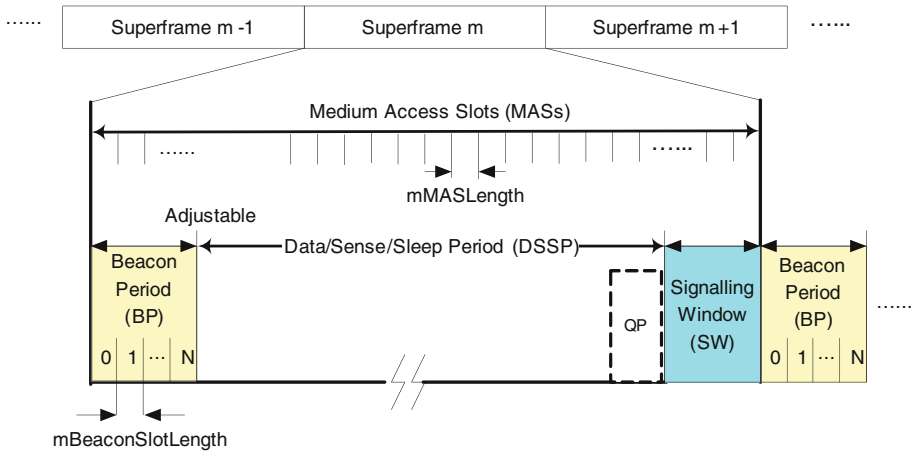 ...... Superframe m -1 Superframe m Superframe m +1 ......
Medium Access Slots (MASs)
...... ......
mMASLength
Adjustable
Data/Sense/Sleep Period (DSSP)
Beacon
Period
(BP)
0 1 ... N
QP
Signalling
Window
(SW)
Beacon
Period
(BP)
0 1 ... N
......
mBeaconSlotLength